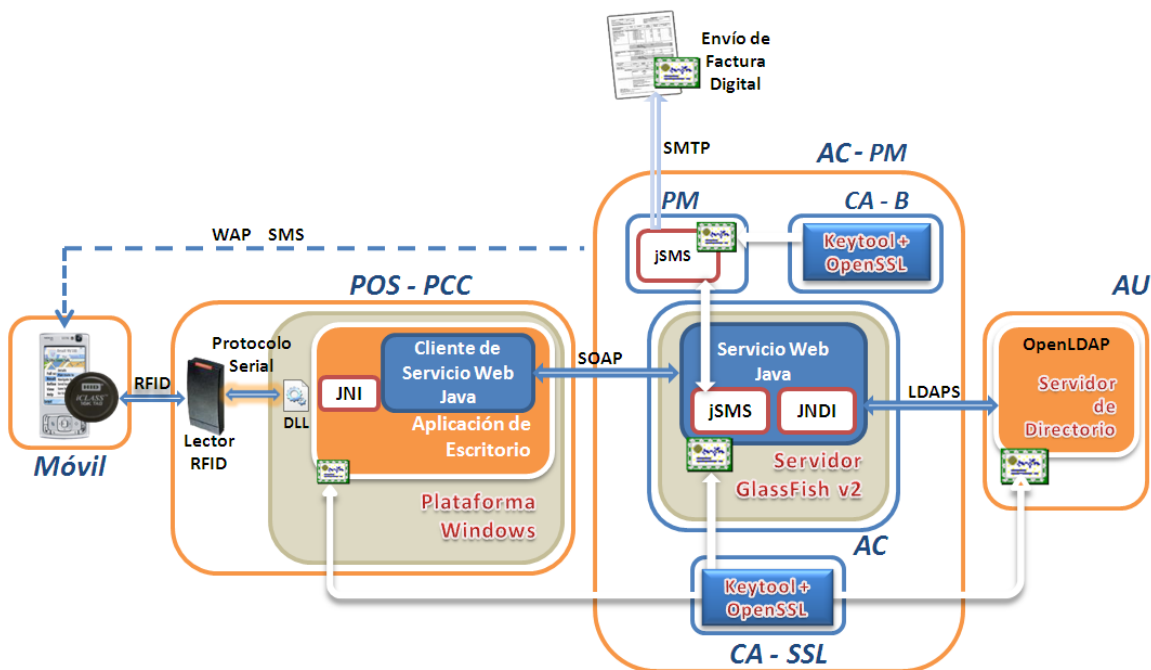 Envío de
Factura
Digital
SMTP
AC - PM
PM
CA - B
jSMS
Keytool +
OpenSSL
WAP SMS
POS - PCC
AU
Protocolo
Serial
Cliente de
Servicio Web
Java
JNI
Aplicación de
Escritorio
DLL
RFID
iCLASS
Lector
RFID
Móvil
Plataforma
Windows
SOAP
Servicio Web
Java
jSMS
JNDI
Servidor
GlassFish v2
AC
LDAPS
OpenLDAP
Servidor
de
Directorio
Keytool +
OpenSSL
CA - SSL